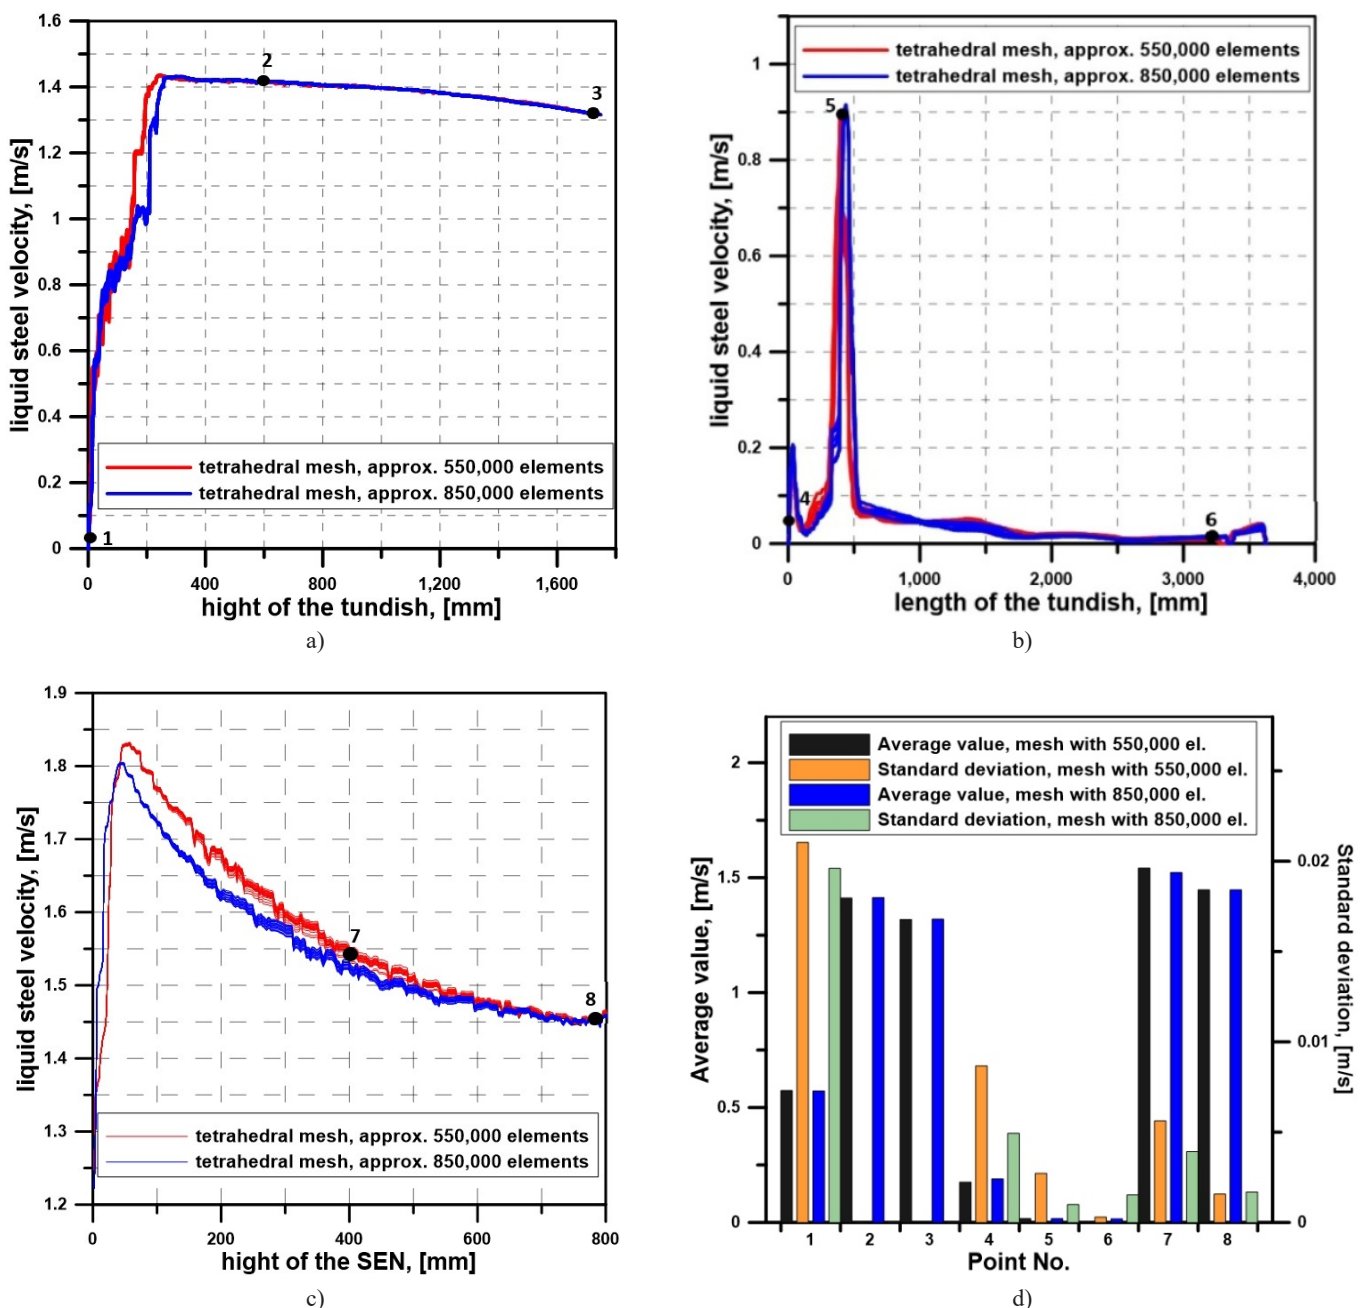 1.6
1.4
1.2
1
0.8
0.6
0.4
0.2
0
liquid steel velocity, [m/s]
2
3
1
tetrahedral mesh, approx. 550,000 elements
tetrahedral mesh, approx. 850,000 elements
0 400 800 1,200 1,600
hight of the tundish, [mm]
a)
1
0.8
0.6
0.4
0.2
0
liquid steel velocity, [m/s]
tetrahedral mesh, approx. 550,000 elements
tetrahedral mesh, approx. 850,000 elements
5
4
6
0 1,000 2,000 3,000 4,000
length of the tundish, [mm]
b)
1.9
1.8
1.7
1.6
1.5
1.4
1.3
1.2
liquid steel velocity, [m/s]
7
8
tetrahedral mesh, approx. 550,000 elements
tetrahedral mesh, approx. 850,000 elements
0 200 400 600 800
hight of the SEN, [mm]
c)
Average value, mesh with 550,000 el.
Standard deviation, mesh with 550,000 el.
Average value, mesh with 850,000 el.
Standard deviation, mesh with 850,000 el.
2
1.5
1
0.5
0
Average value, [m/s]
0.02
0.01
0
Standard deviation, [m/s]
1 2 3 4 5 6 7 8
Point No.
d)